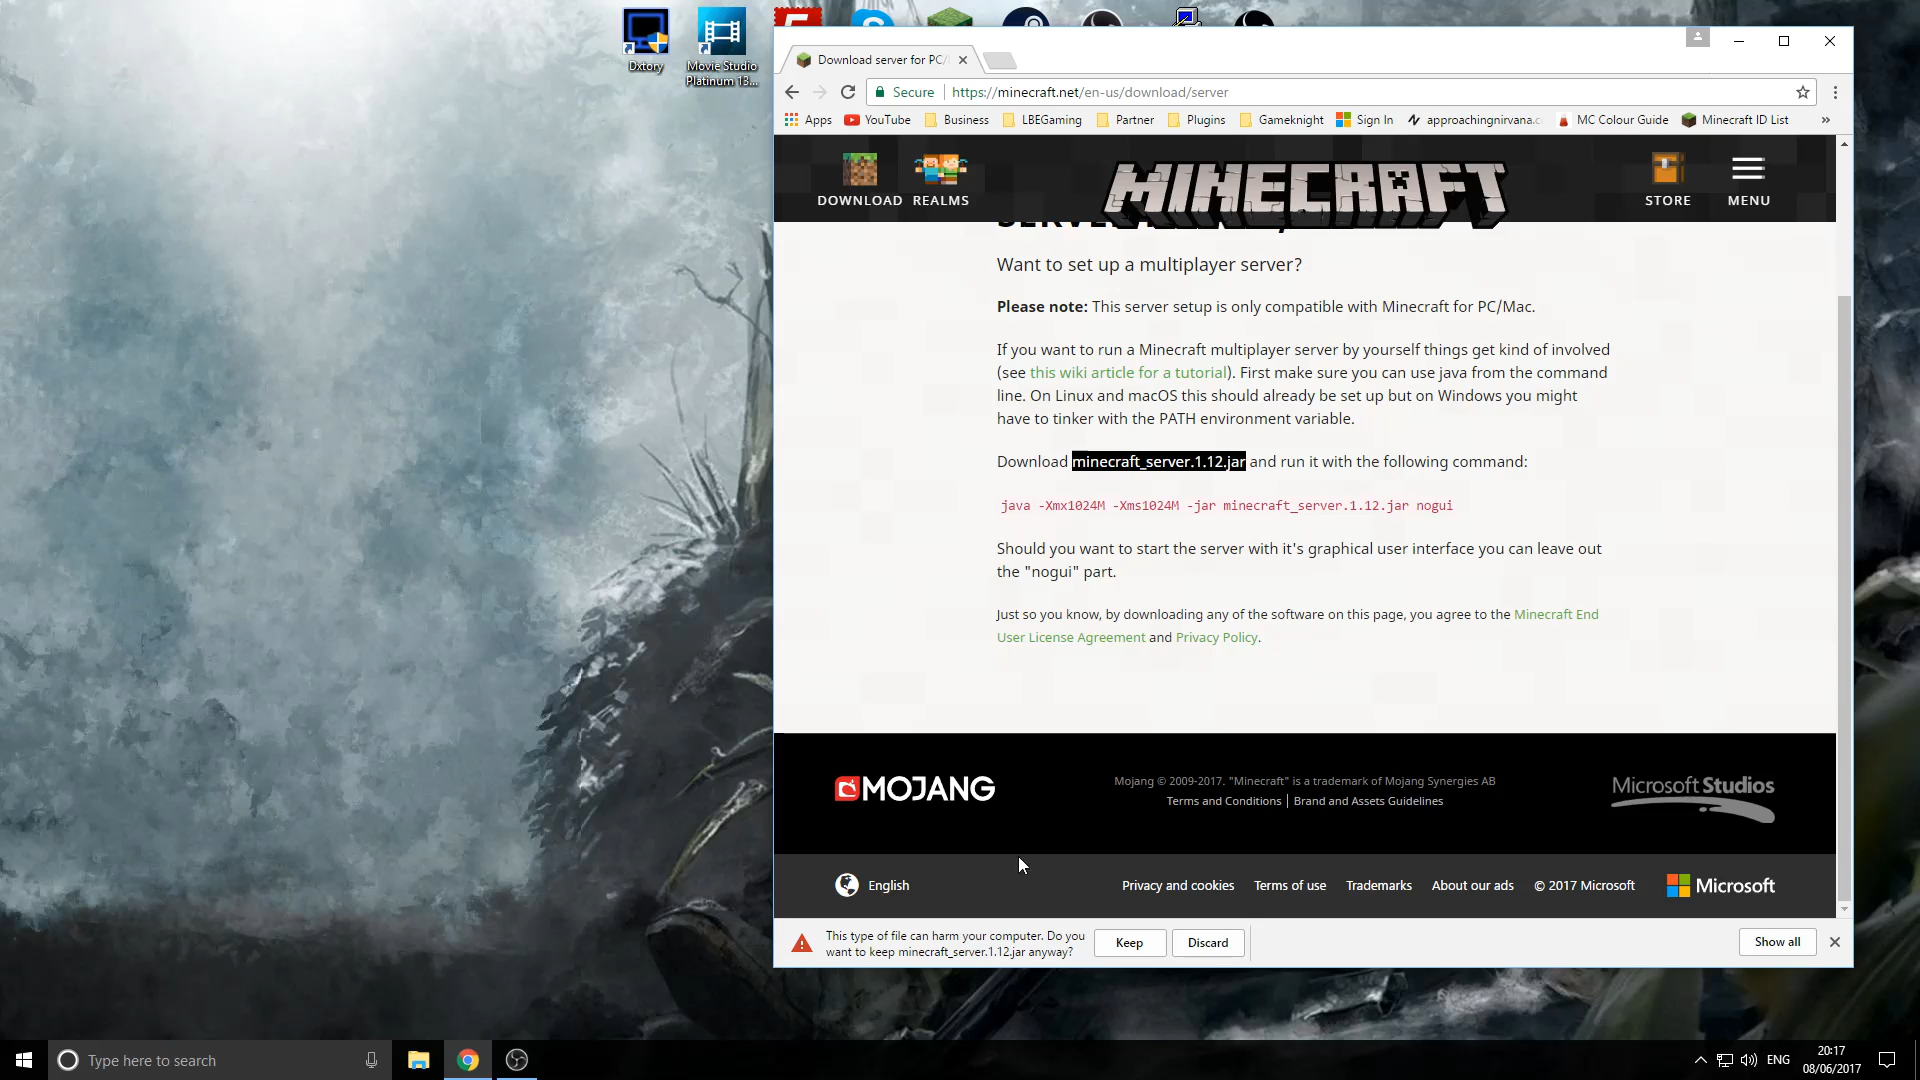 Dxtory
Movie Studio
Platinum 13...
Download server for PC/
Secure
https://minecraft.net/en-us/download/server
Apps
YouTube
Business
LBEGaming
Partner
Plugins
Gameknight
Sign In
approachingnirvana.c
MC Colour Guide
Minecraft ID List
»
DOWNLOAD
REALMS
MINECRAFT
STORE
MENU
Want to set up a multiplayer server?
Please note: This server setup is only compatible with Minecraft for PC/Mac.
If you want to run a Minecraft multiplayer server by yourself things get kind of involved
(see this wiki article for a tutorial). First make sure you can use java from the command
line. On Linux and macOS this should already be set up but on Windows you might
have to tinker with the PATH environment variable.
Download minecraft_server.1.12.jar and run it with the following command:
java -Xmx1024M -Xms1024M -jar minecraft_server.1.12.jar nogui
Should you want to start the server with it's graphical user interface you can leave out
the "nogui" part.
Just so you know, by downloading any of the software on this page, you agree to the Minecraft End
User License Agreement and Privacy Policy.
MOJANG
Mojang © 2009-2017. "Minecraft" is a trademark of Mojang Synergies AB
Terms and Conditions | Brand and Assets Guidelines
Microsoft Studios
English
Privacy and cookies
Terms of use
Trademarks
About our ads
© 2017 Microsoft
Microsoft
This type of file can harm your computer. Do you
want to keep minecraft_server.1.12.jar anyway?
Keep
Discard
Show all
Type here to search
ENG
20:17
08/06/2017